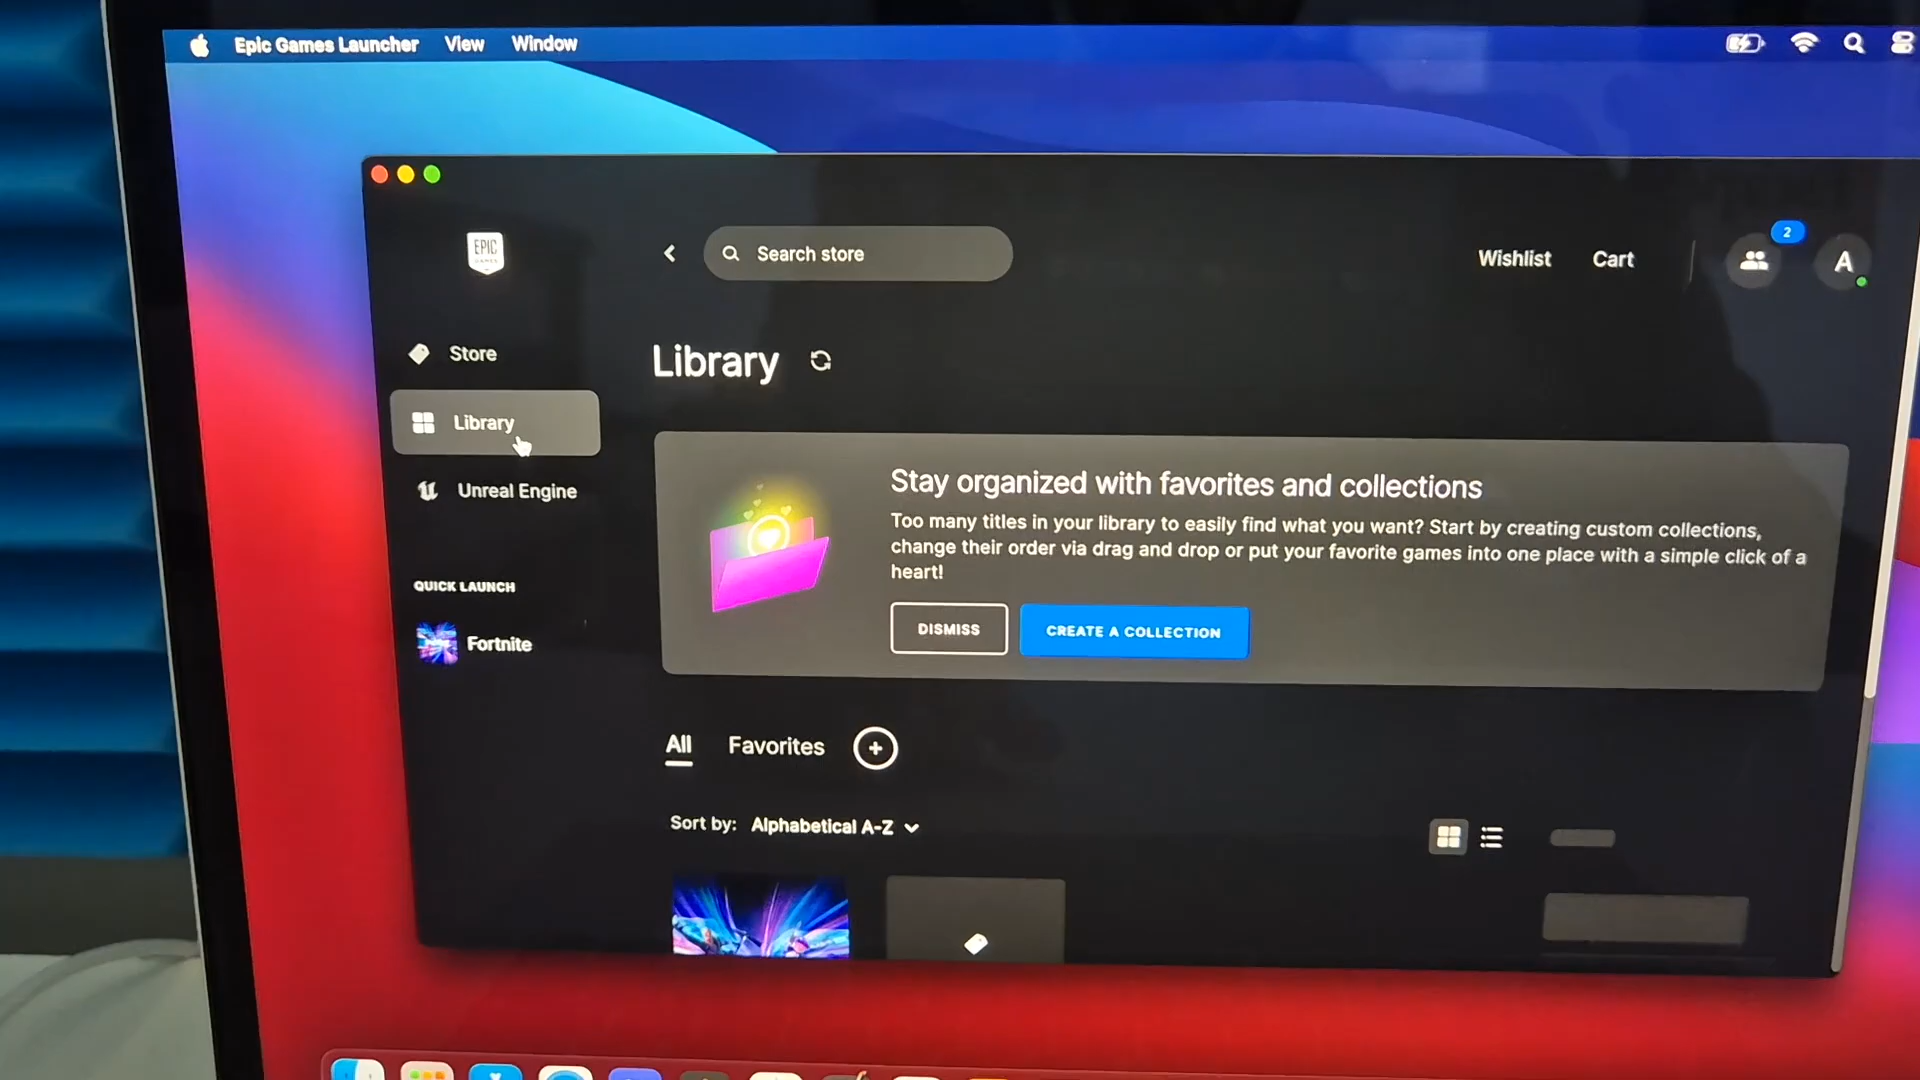 Epic Games Launcher View Window
EPIC
GAMES
Search store
Wishlist
Cart
2
A
Store
Library
Library
Unreal Engine
Stay organized with favorites and collections
Too many titles in your library to easily find what you want? Start by creating custom collections,
change their order via drag and drop or put your favorite games into one place with a simple click of a
heart!
DISMISS
CREATE A COLLECTION
QUICK LAUNCH
Fortnite
All
Favorites
Sort by: Alphabetical A-Z